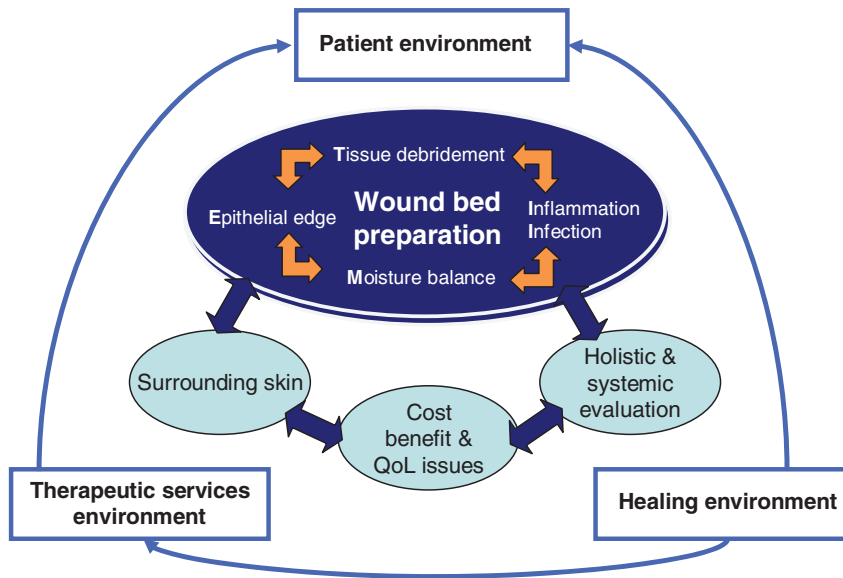 Patient environment
Tissue debridement
Epithelial edge
Wound bed
preparation
Inflammation
Infection
Moisture balance
Surrounding skin
Holistic &
systemic
evaluation
Cost
benefit &
QoL issues
Therapeutic services
environment
Healing environment